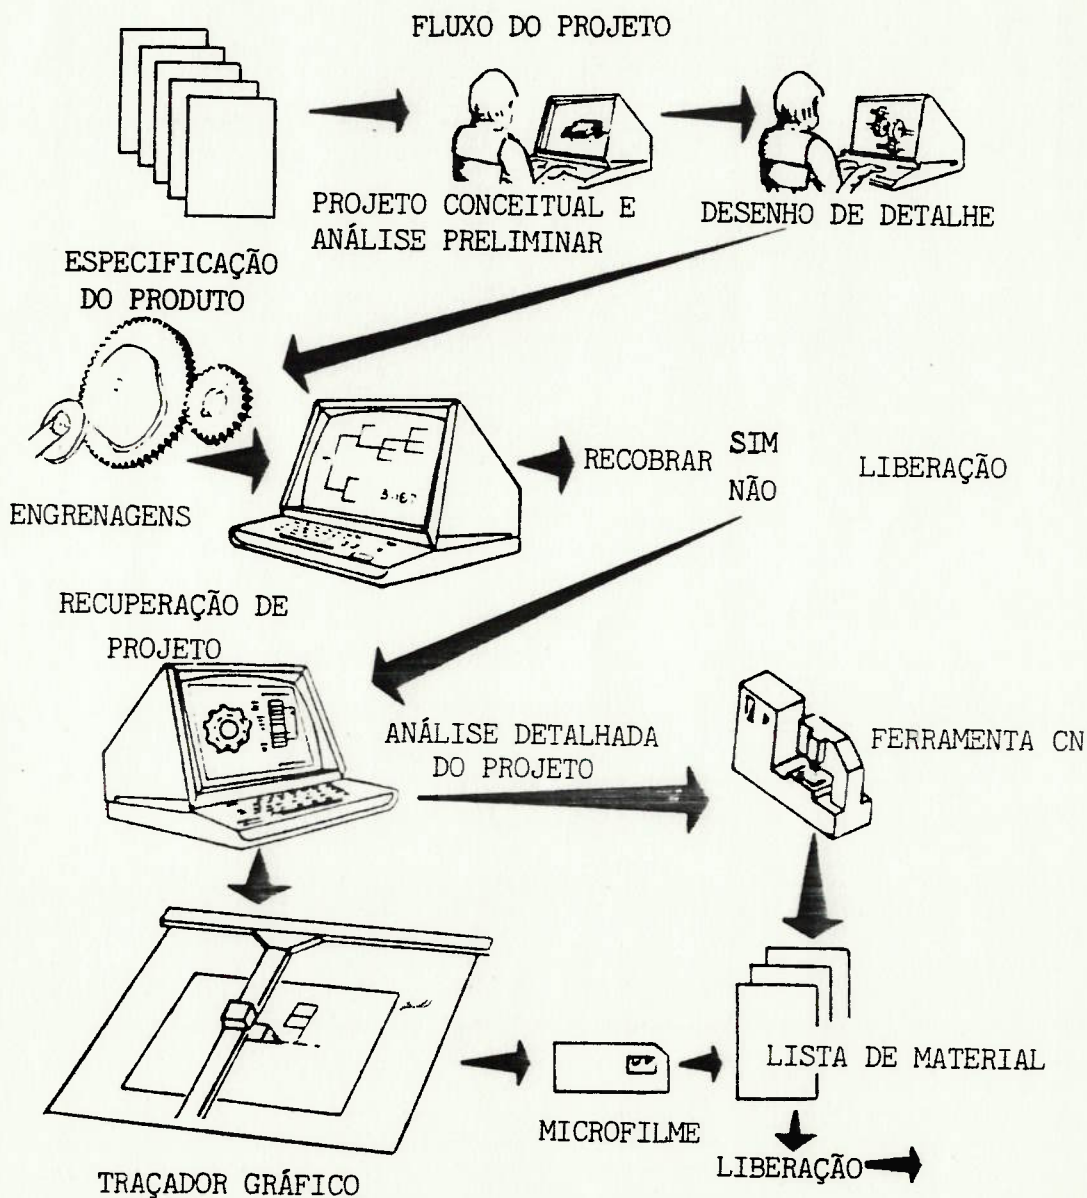 FLUXO DO PROJETO
PROJETO CONCEITUAL E
ANÁLISE PRELIMINAR
DESENHO DE DETALHE
ESPECIFICAÇÃO
DO PRODUTO
ENGRENAGENS
RECOBRAR
SIM
NÃO
LIBERAÇÃO
RECUPERAÇÃO DE
PROJETO
ANÁLISE DETALHADA
DO PROJETO
FERRAMENTA CN
LISTA DE MATERIAL
MICROFILME
LIBERAÇÃO
TRAÇADOR GRÁFICO